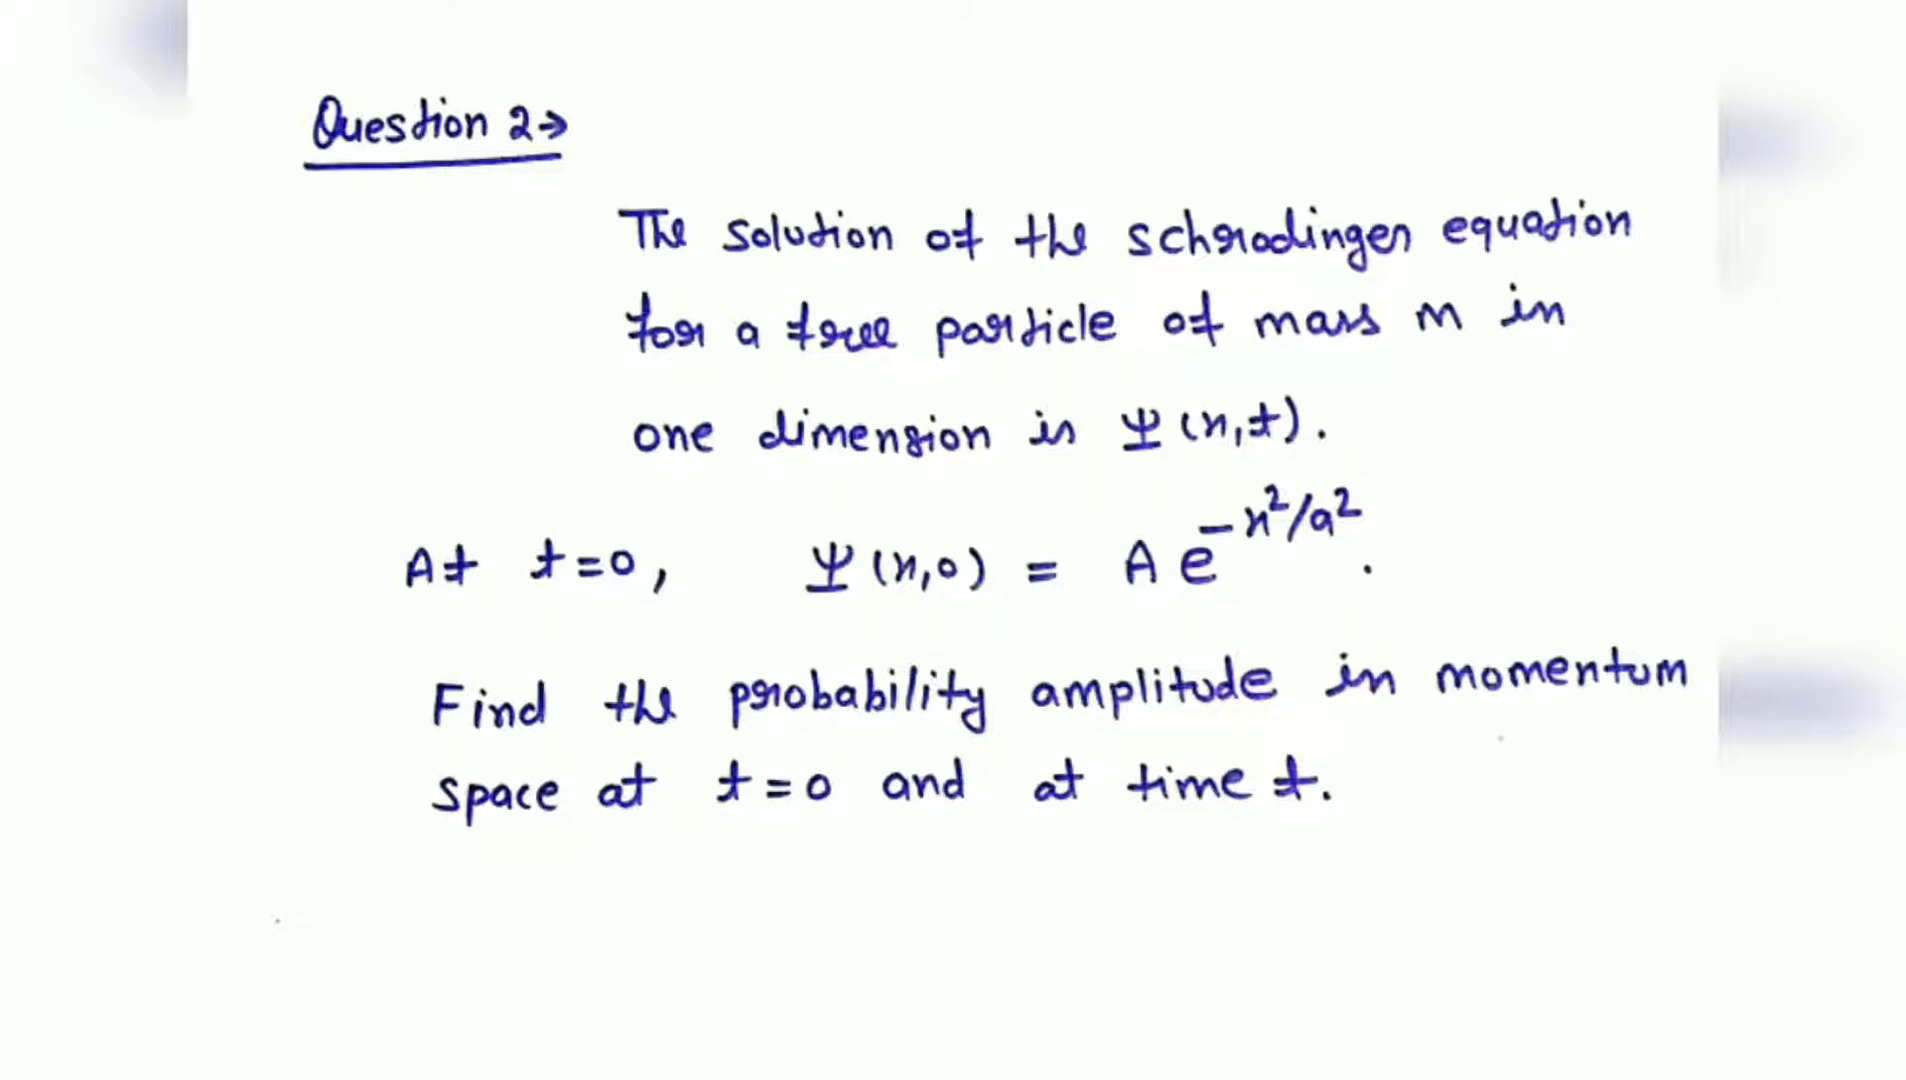 Question 2→
The solution of the schrodinger equation
for a free particle of mass m in
one dimension is Ψ(x,t).
At t=0, Ψ(x,0) = A e^{-x²/a²}.
Find the probability amplitude in momentum
space at t=0 and at time t.